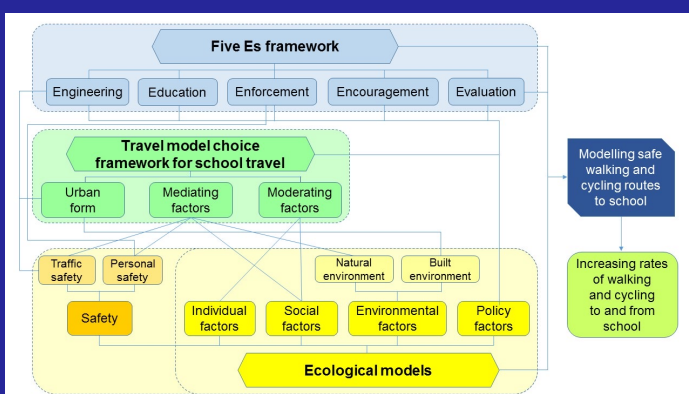 Five Es framework
Engineering
Education
Enforcement
Encouragement
Evaluation
Travel model choice
framework for school travel
Urban
form
Mediating
factors
Moderating
factors
Modelling safe
walking and
cycling routes
to school
Traffic
safety
Personal
safety
Natural
environment
Built
environment
Safety
Individual
factors
Social
factors
Environmental
factors
Policy
factors
Increasing rates
of walking
and cycling
to and from
school
Ecological models